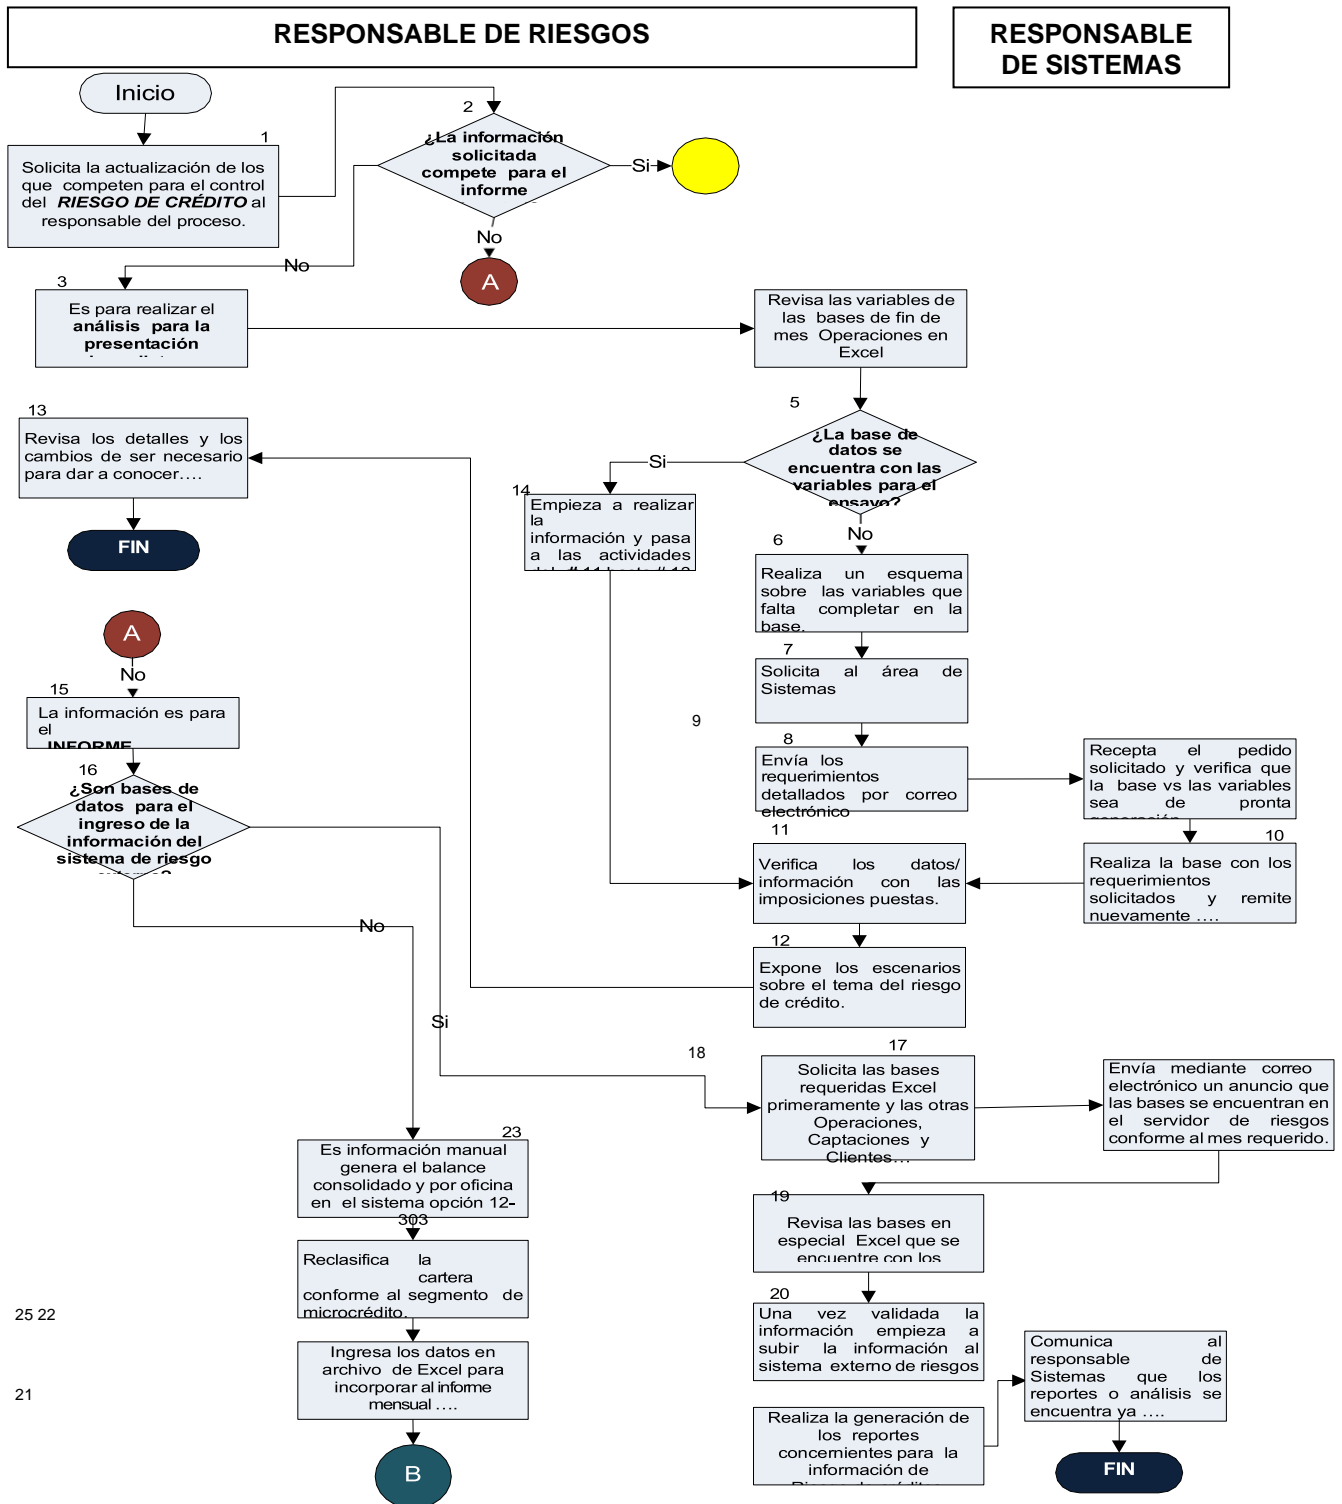 RESPONSABLE DE RIESGOS
RESPONSABLE
DE SISTEMAS
Inicio
1
Solicita la actualización de los
que competen para el control
del RIESGO DE CRÉDITO al
responsable del proceso.
2
¿La información
solicitada
compete para el
informe
Si
No
A
No
3
Es para realizar el
análisis para la
presentación
Revisa las variables de
las bases de fin de
mes Operaciones en
Excel
5
¿La base de
datos se
encuentra con las
variables para el
ensayo?
Si
No
13
Revisa los detalles y los
cambios de ser necesario
para dar a conocer….
FIN
14
Empieza a realizar
la
información y pasa
a las actividades
6
Realiza un esquema
sobre las variables que
falta completar en la
base.
7
Solicita al área de
Sistemas
9
8
Envía los
requerimientos
detallados por correo
electrónico
Recepta el pedido
solicitado y verifica que
la base vs las variables
sea de pronta
generación
10
Realiza la base con los
requerimientos
solicitados y remite
nuevamente ….
11
Verifica los datos/
información con las
imposiciones puestas.
12
Expone los escenarios
sobre el tema del riesgo
de crédito.
A
No
15
La información es para
el
INFORME
16
¿Son bases de
datos para el
ingreso de la
información del
sistema de riesgo
No
Si
18
17
Solicita las bases
requeridas Excel
primeramente y las otras
Operaciones,
Captaciones y
Clientes…
Envía mediante correo
electrónico un anuncio que
las bases se encuentran en
el servidor de riesgos
conforme al mes requerido.
23
Es información manual
genera el balance
consolidado y por oficina
en el sistema opción 12-
303
19
Revisa las bases en
especial Excel que se
encuentre con los
Reclasifica la
cartera
conforme al segmento de
microcrédito.
20
Una vez validada la
información empieza a
subir la información al
sistema externo de riesgos
25 22
Ingresa los datos en
archivo de Excel para
incorporar al informe
mensual ….
21
Comunica al
responsable de
Sistemas que los
reportes o análisis se
encuentra ya ….
Realiza la generación de
los reportes
concernientes para la
información de
B
FIN